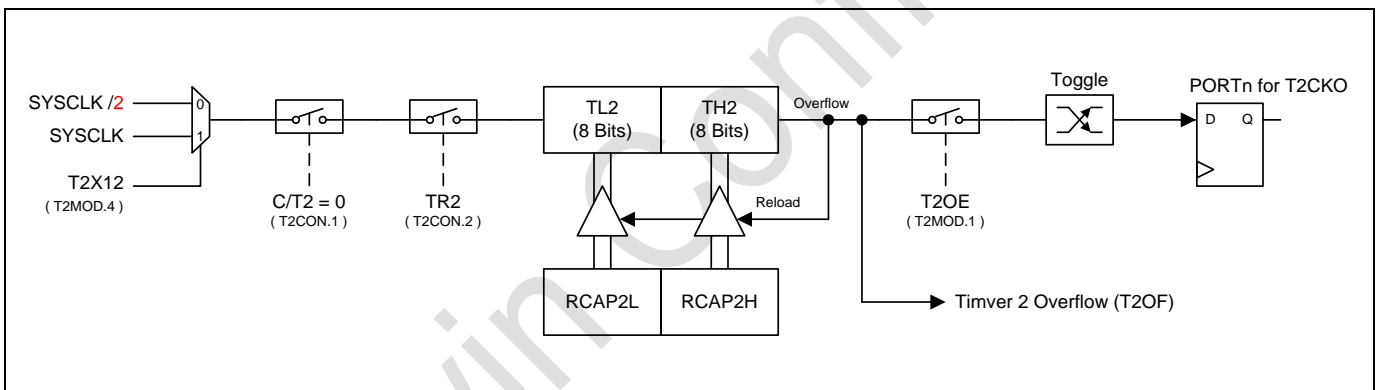 Toggle
PORTn for T2CKO
SYSCLK /2
0
TL2
(8 Bits)
TH2
(8 Bits)
Overflow
D
Q
SYSCLK
1
T2X12
( T2MOD.4 )
C/T2 = 0
( T2CON.1 )
TR2
( T2CON.2 )
Reload
T2OE
( T2MOD.1 )
RCAP2L
RCAP2H
Timver 2 Overflow (T2OF)